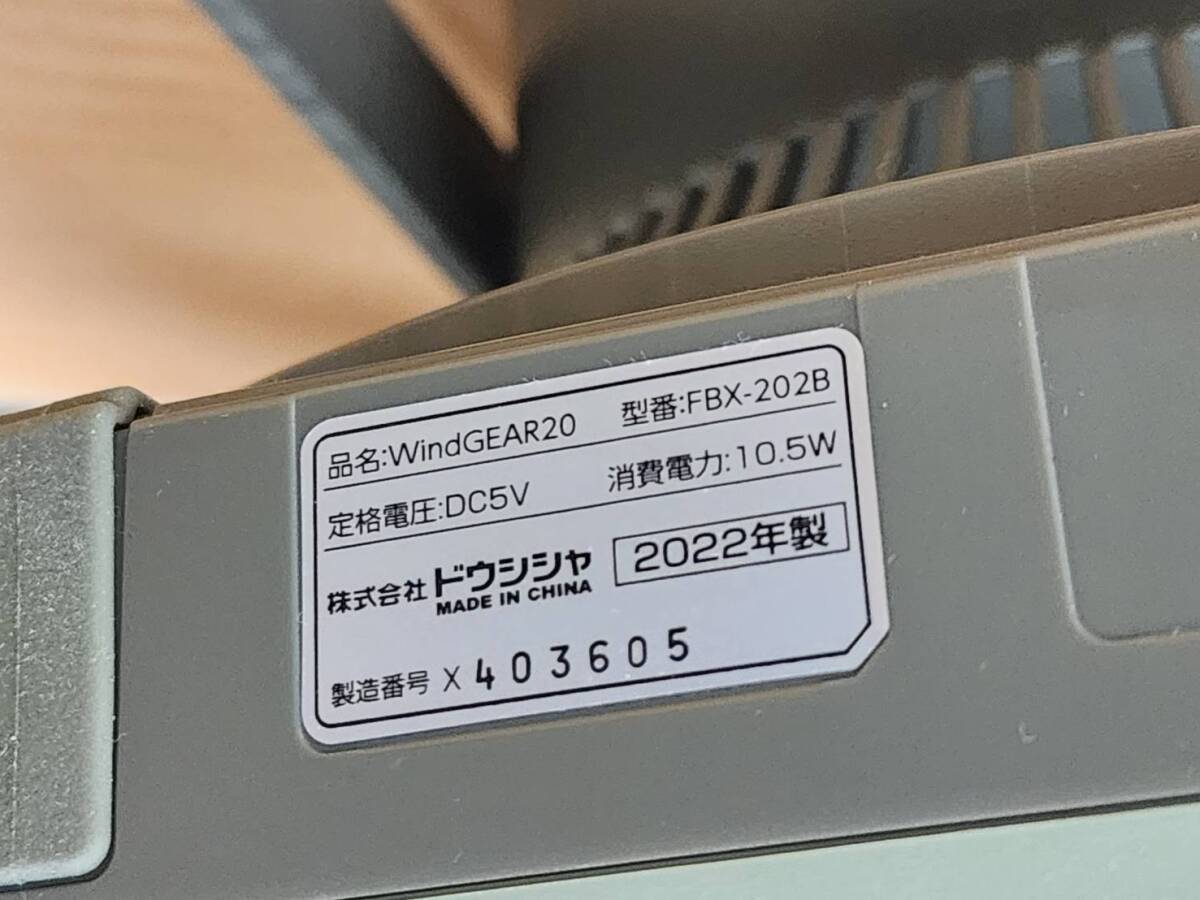 品名:WindGEAR20 型番:FBX-202B
定格電圧:DC5V 消費電力:10.5W
株式会社 ドウシシャ 2022年製
MADE IN CHINA
製造番号 X 403605